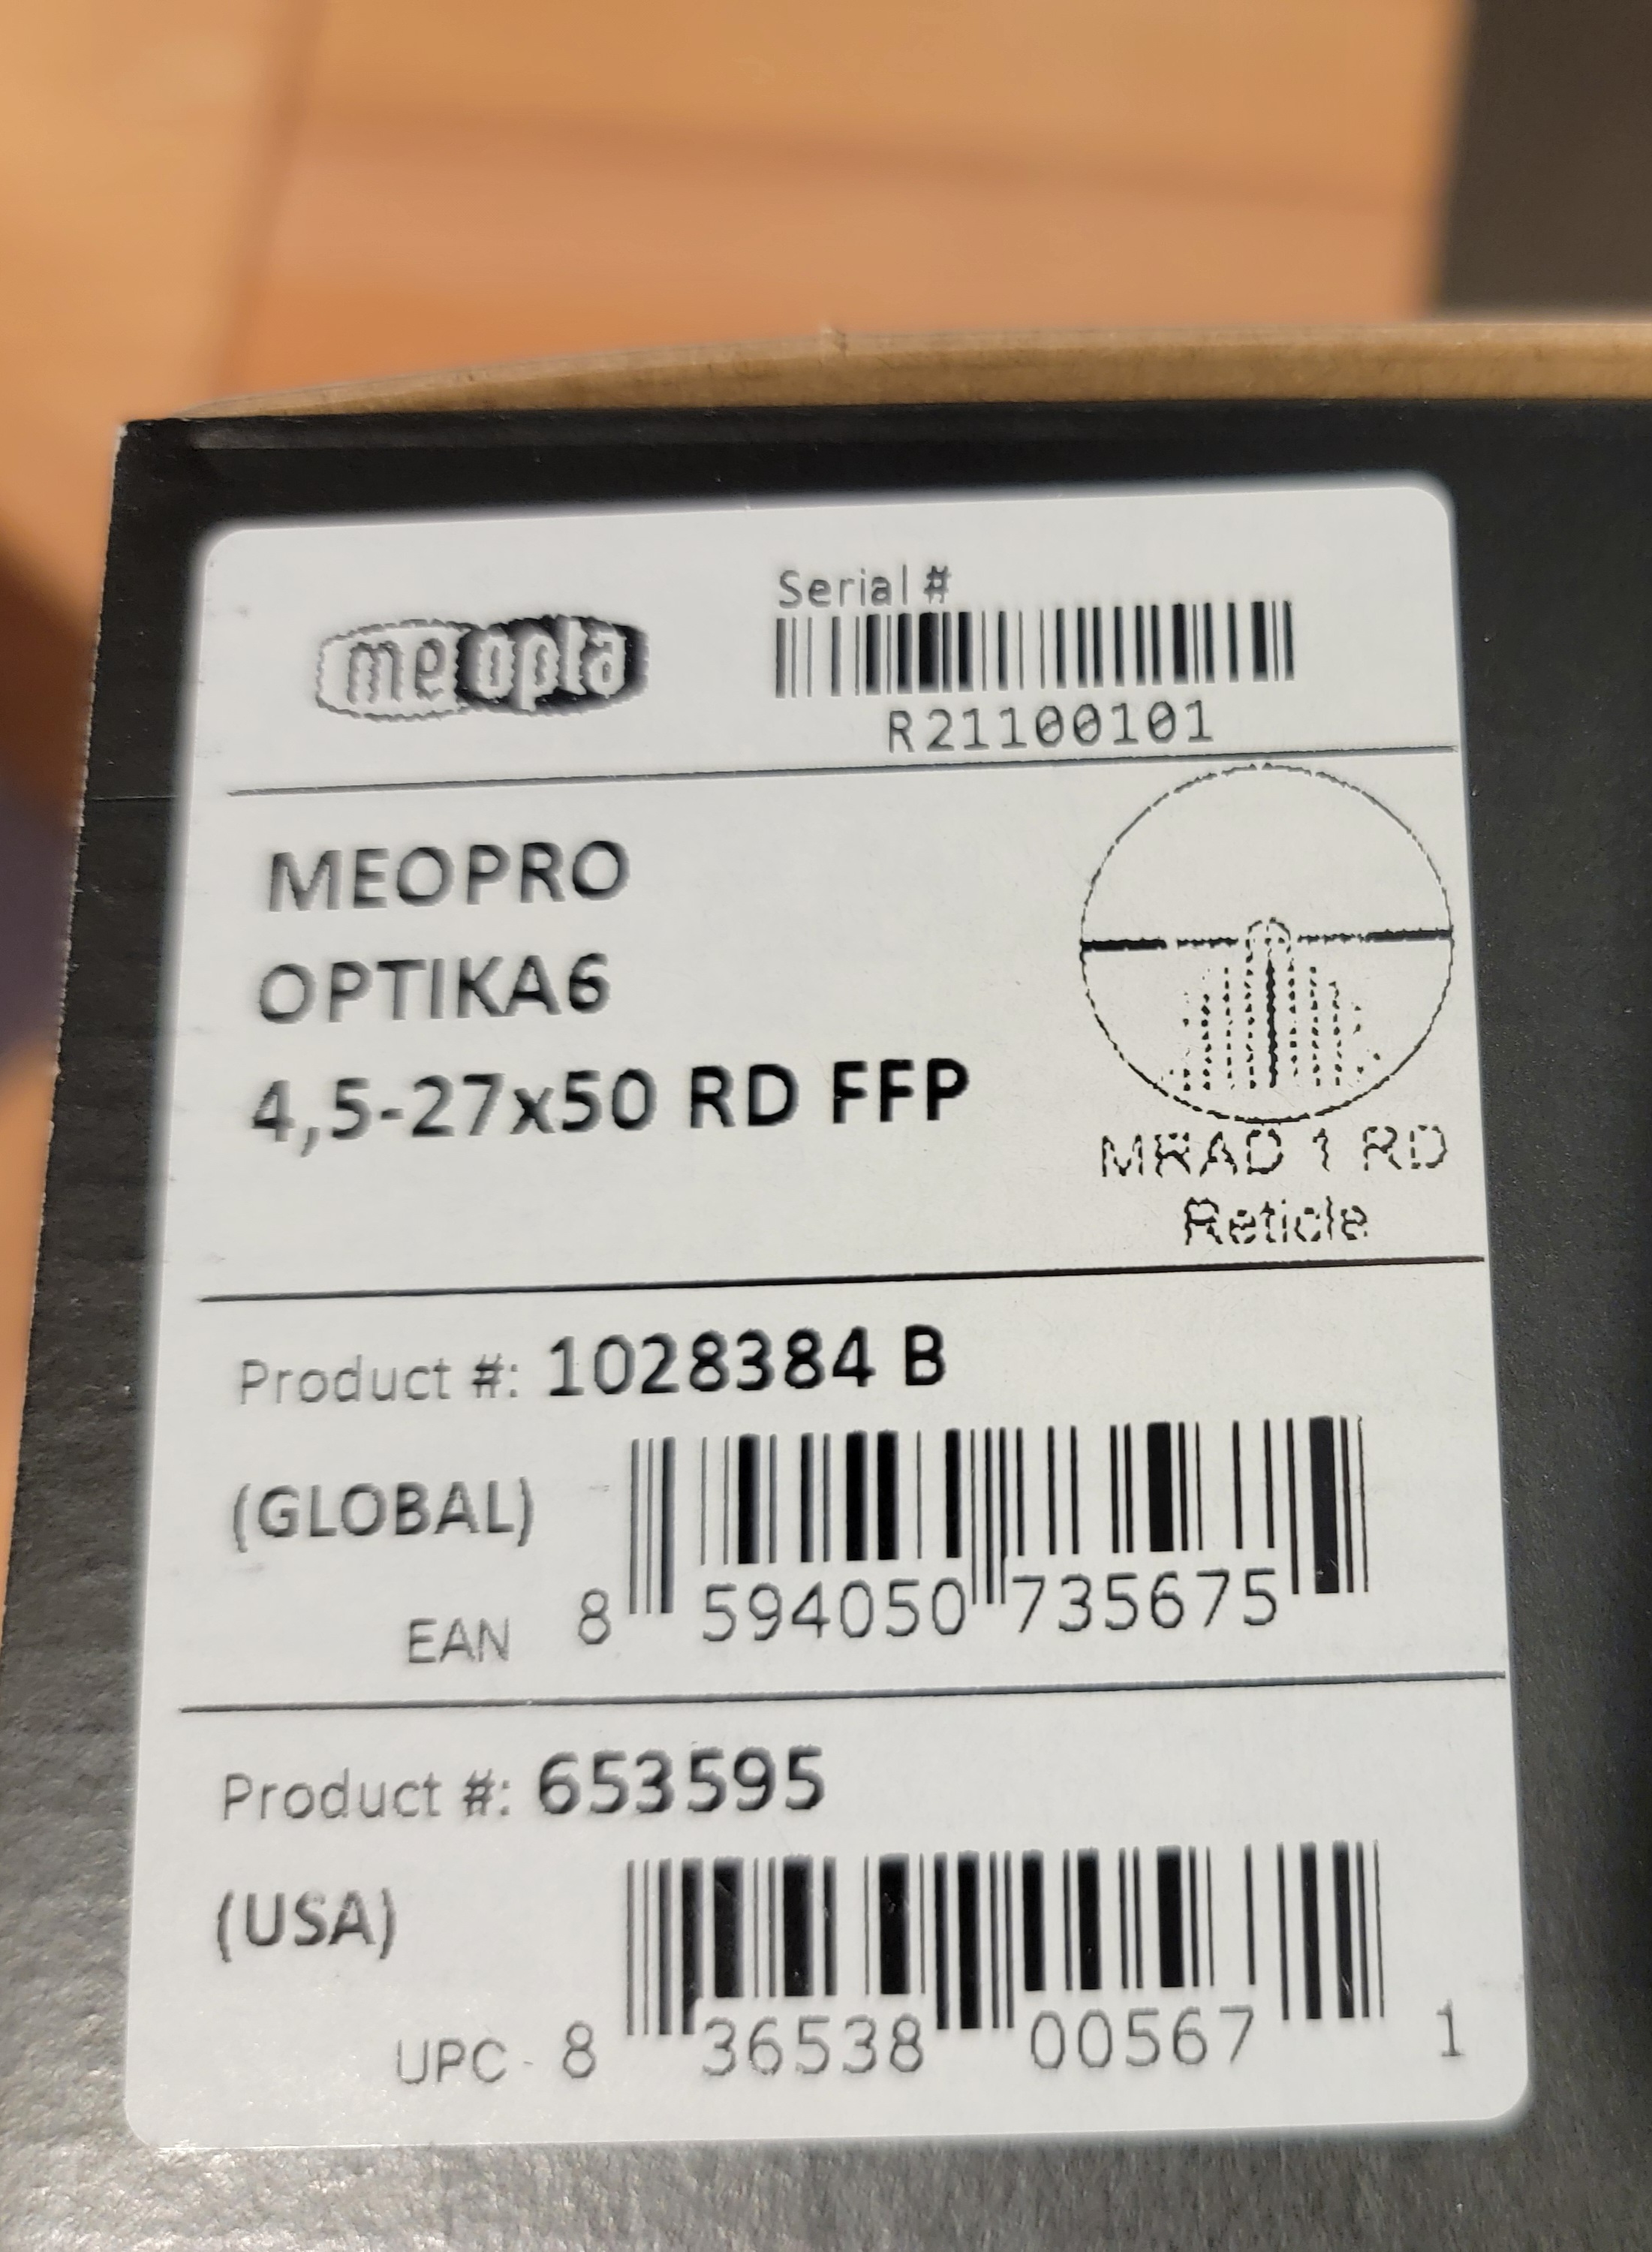 meopta
Serial #
R21100101
MEOPRO
OPTIKA6
4,5-27x50 RD FFP
MRAD 1 RD
Reticle
Product #: 1028384 B
(GLOBAL)
EAN 8 594050 735675
Product #: 653595
(USA)
UPC - 8 36538 00567 1